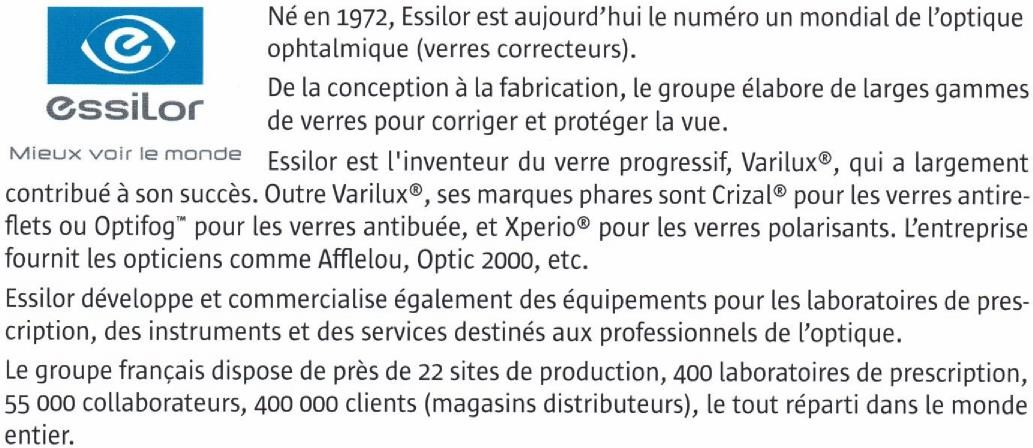 Né en 1972, Essilor est aujourd'hui le numéro un mondial de l'optique
ophtalmique (verres correcteurs).
De la conception à la fabrication, le groupe élabore de larges gammes
de verres pour corriger et protéger la vue.
essilor
Mieux voir le monde
Essilor est l'inventeur du verre progressif, Varilux®, qui a largement
contribué à son succès. Outre Varilux®, ses marques phares sont Crizal® pour les verres antire-
flets ou Optifog™ pour les verres antibuée, et Xperio® pour les verres polarisants. L'entreprise
fournit les opticiens comme Afflelou, Optic 2000, etc.
Essilor développe et commercialise également des équipements pour les laboratoires de pres-
cription, des instruments et des services destinés aux professionnels de l'optique.
Le groupe français dispose de près de 22 sites de production, 400 laboratoires de prescription,
55 000 collaborateurs, 400 000 clients (magasins distributeurs), le tout réparti dans le monde
entier.